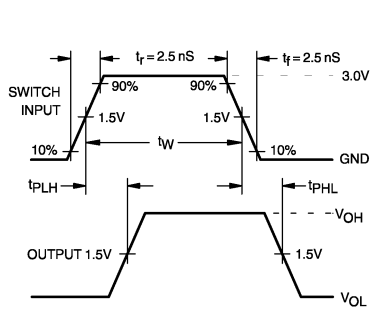 tr = 2.5 nS
tf = 2.5 nS
3.0V
SWITCH
INPUT
90%
90%
1.5V
1.5V
tW
10%
10%
GND
tPLH
tPHL
VOH
OUTPUT 1.5V
1.5V
VOL